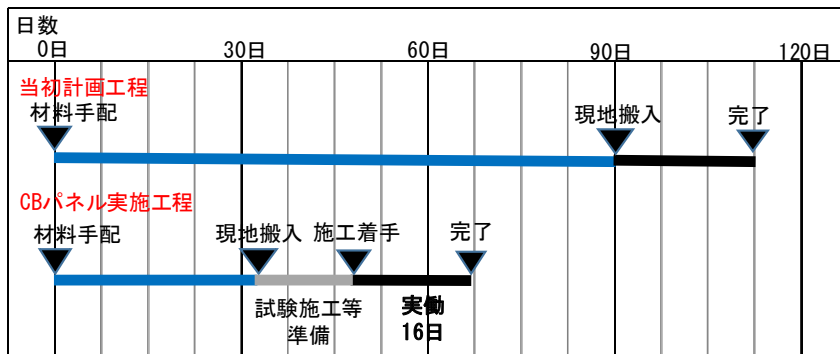 日数
0日 30日 60日 90日 120日
当初計画工程
材料手配 現地搬入 完了
CBパネル実施工程
材料手配 現地搬入 施工着手 完了
試験施工等
準備
実働
16日